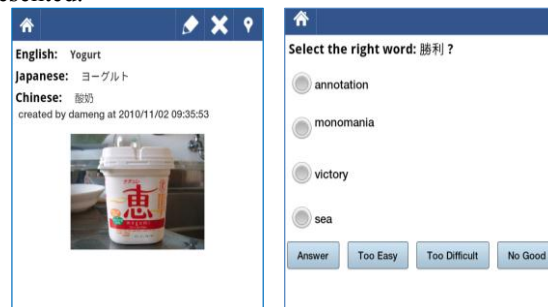 English: Yogurt
Japanese: ヨーグルト
Chinese: 酸奶
created by dameng at 2010/11/02 09:35:53
恵
Select the right word: 勝利 ?
annotation
monomania
victory
sea
Answer Too Easy Too Difficult No Good